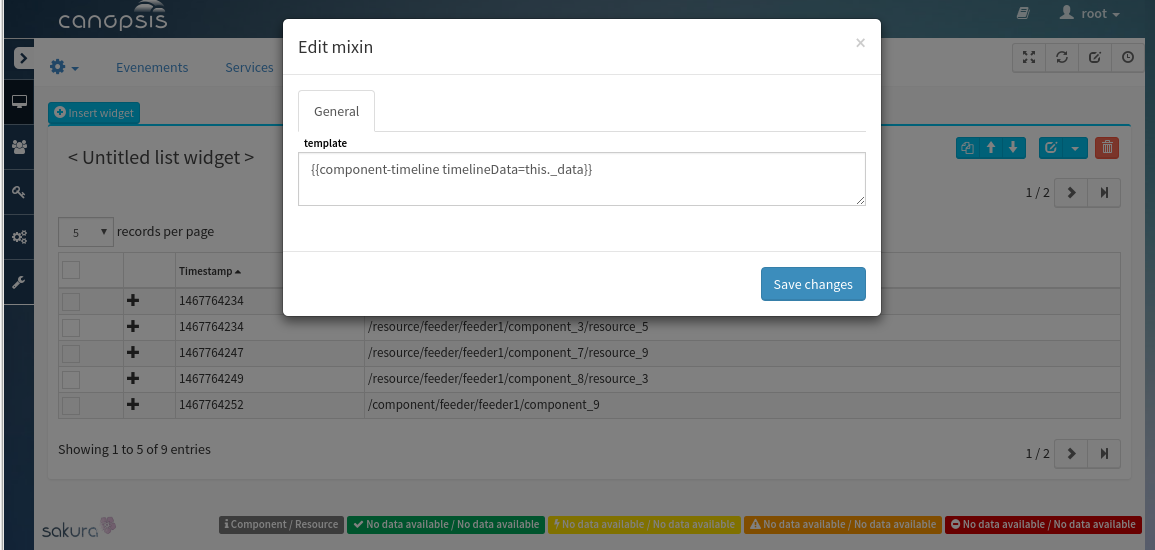 canopsis
root
Edit mixin
×
Evenements
Services
General
Insert widget
template
< Untitled list widget >
{{component-timeline timelineData=this._data}}
1 / 2
5 records per page
Timestamp
Save changes
1467764234
1467764234 /resource/feeder/feeder1/component_3/resource_5
1467764247 /resource/feeder/feeder1/component_7/resource_9
1467764249 /resource/feeder/feeder1/component_8/resource_3
1467764252 /component/feeder/feeder1/component_9
Showing 1 to 5 of 9 entries
1 / 2
sakura
Component / Resource
No data available / No data available
No data available / No data available
No data available / No data available
No data available / No data available